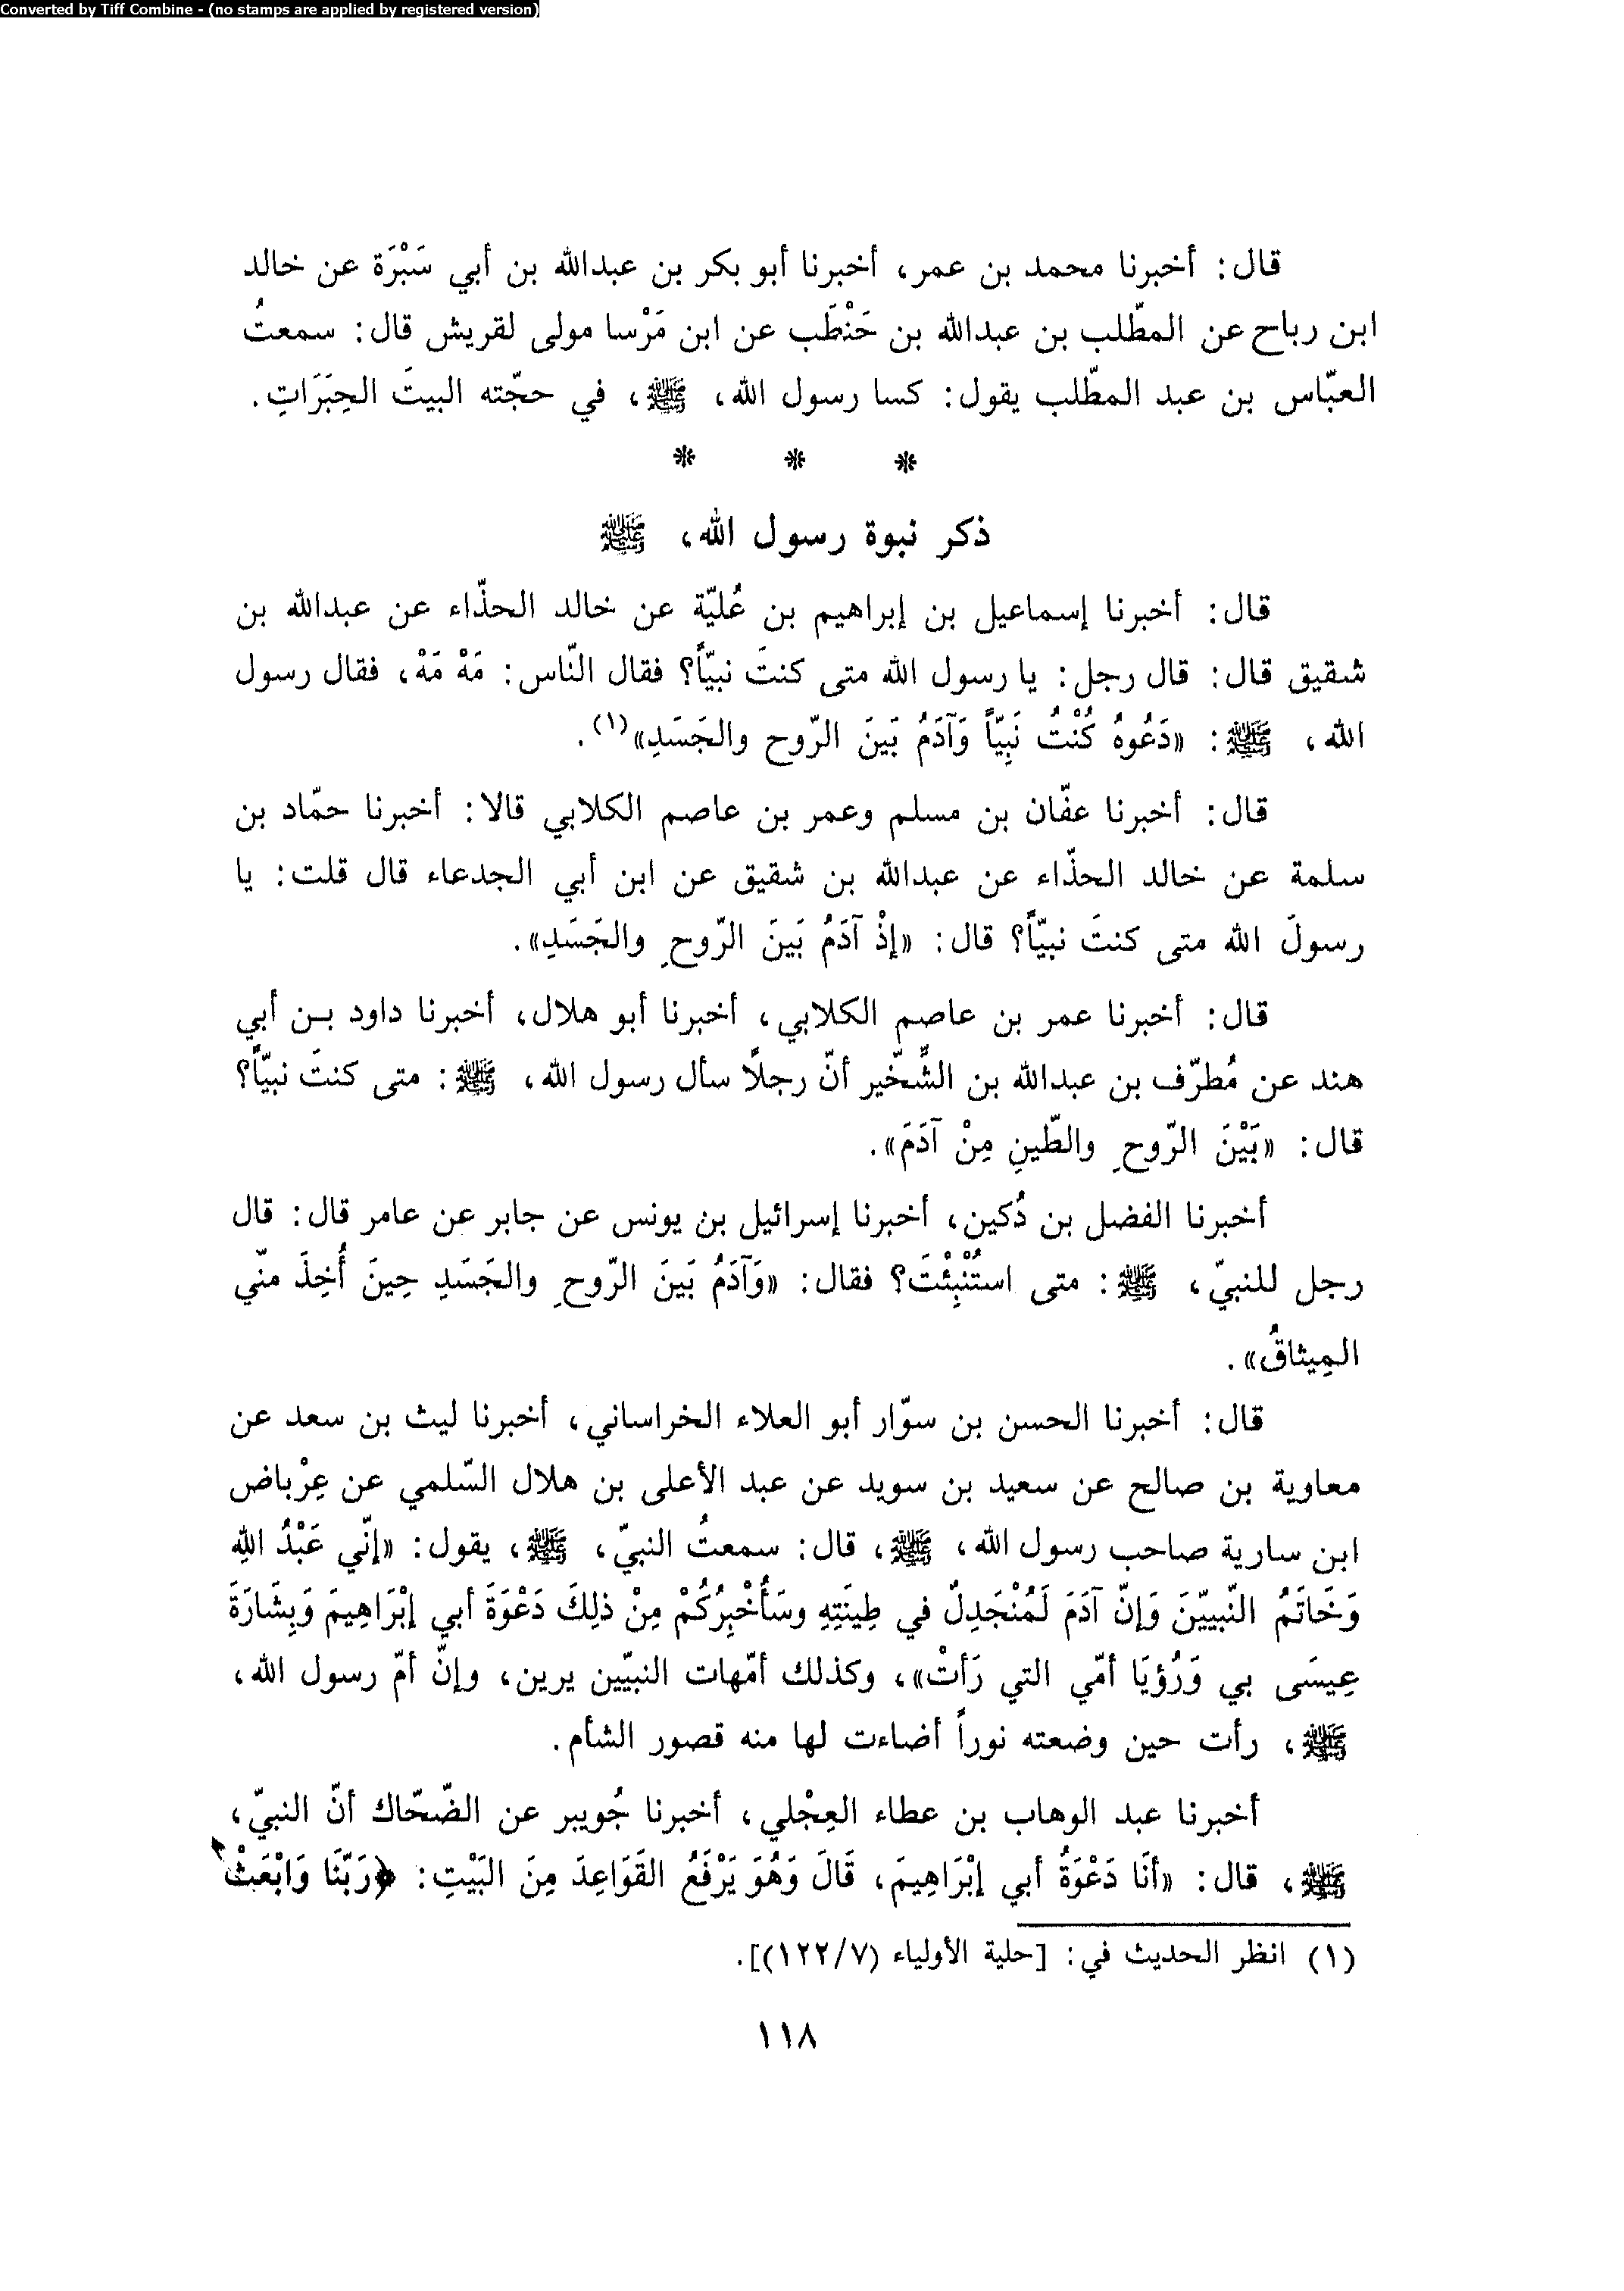 Converted by Tiff Combine - (no stamps are applied by registered version)
قال: أخبرنا محمد بن عمر، أخبرنا أبو بكر بن عبدالله بن أبي سَبْرَة عن خالد
ابن رباح عن المطّلب بن عبدالله بن حَنْطَب عن ابن مَرْسا مولى لقريش قال: سمعتُ
العبّاس بن عبد المطّلب يقول: كسا رسول الله، ﷺ، في حجّته البيتَ الحِبَرَاتِ.
* * *
ذكر نبوة رسول الله، ﷺ
قال: أخبرنا إسماعيل بن إبراهيم بن عُليّة عن خالد الحذّاء عن عبدالله بن
شقيق قال: قال رجل: يا رسول الله متى كنتَ نبيّاً؟ فقال النّاس: مَهْ مَهْ، فقال رسول
الله، ﷺ: «دَعُوهُ كُنْتُ نَبِيّاً وَآدَمُ بَينَ الرّوح والجَسَدِ»(١).
قال: أخبرنا عفّان بن مسلم وعمر بن عاصم الكلابي قالا: أخبرنا حمّاد بن
سلمة عن خالد الحذّاء عن عبدالله بن شقيق عن ابن أبي الجدعاء قال قلت: يا
رسولَ الله متى كنتَ نبيّاً؟ قال: «إذْ آدَمُ بَينَ الرّوحِ والجَسَدِ».
قال: أخبرنا عمر بن عاصم الكلابي، أخبرنا أبو هلال، أخبرنا داود بن أبي
هند عن مُطرّف بن عبدالله بن الشِّخّير أنّ رجلًا سأل رسول الله، ﷺ: متى كنتَ نبيّاً؟
قال: «بَيْنَ الرّوحِ والطّينِ مِنْ آدَمَ».
أخبرنا الفضل بن دُكين، أخبرنا إسرائيل بن يونس عن جابر عن عامر قال: قال
رجل للنبيّ، ﷺ: متى استُنْبِئْتَ؟ فقال: «وَآدَمُ بَينَ الرّوحِ والجَسَدِ حِينَ أُخِذَ منّي
المِيثاقُ».
قال: أخبرنا الحسن بن سوّار أبو العلاء الخراساني، أخبرنا ليث بن سعد عن
معاوية بن صالح عن سعيد بن سويد عن عبد الأعلى بن هلال السّلمي عن عِرْباض
ابن سارية صاحب رسول الله، ﷺ، قال: سمعتُ النبيّ، ﷺ، يقول: «إنّي عَبْدُ اللهِ
وَخَاتَمُ النّبيّينَ وَإنّ آدَمَ لَمُنْجَدِلٌ في طِينَتِهِ وسَأُخْبِرُكُمْ مِنْ ذلِكَ دَعْوَةَ أبي إبْرَاهِيمَ وَبِشَارَةَ
عِيسَى بي وَرُؤيَا أمّي التي رَأتْ»، وكذلك أمّهات النبيّين يرين، وإنّ أمّ رسول الله،
ﷺ، رأت حين وضعته نوراً أضاءت لها منه قصور الشأم.
أخبرنا عبد الوهاب بن عطاء العِجْلي، أخبرنا جُويبر عن الضّحّاك أنّ النبيّ،
ﷺ، قال: «أنَا دَعْوَةُ أبي إبْرَاهِيمَ، قَالَ وَهُوَ يَرْفَعُ القَوَاعِدَ مِنَ البَيْتِ: ﴿رَبّنَا وَابْعَثْ
(١) انظر الحديث في: [حلية الأولياء (١٢٢/٧)].
١١٨